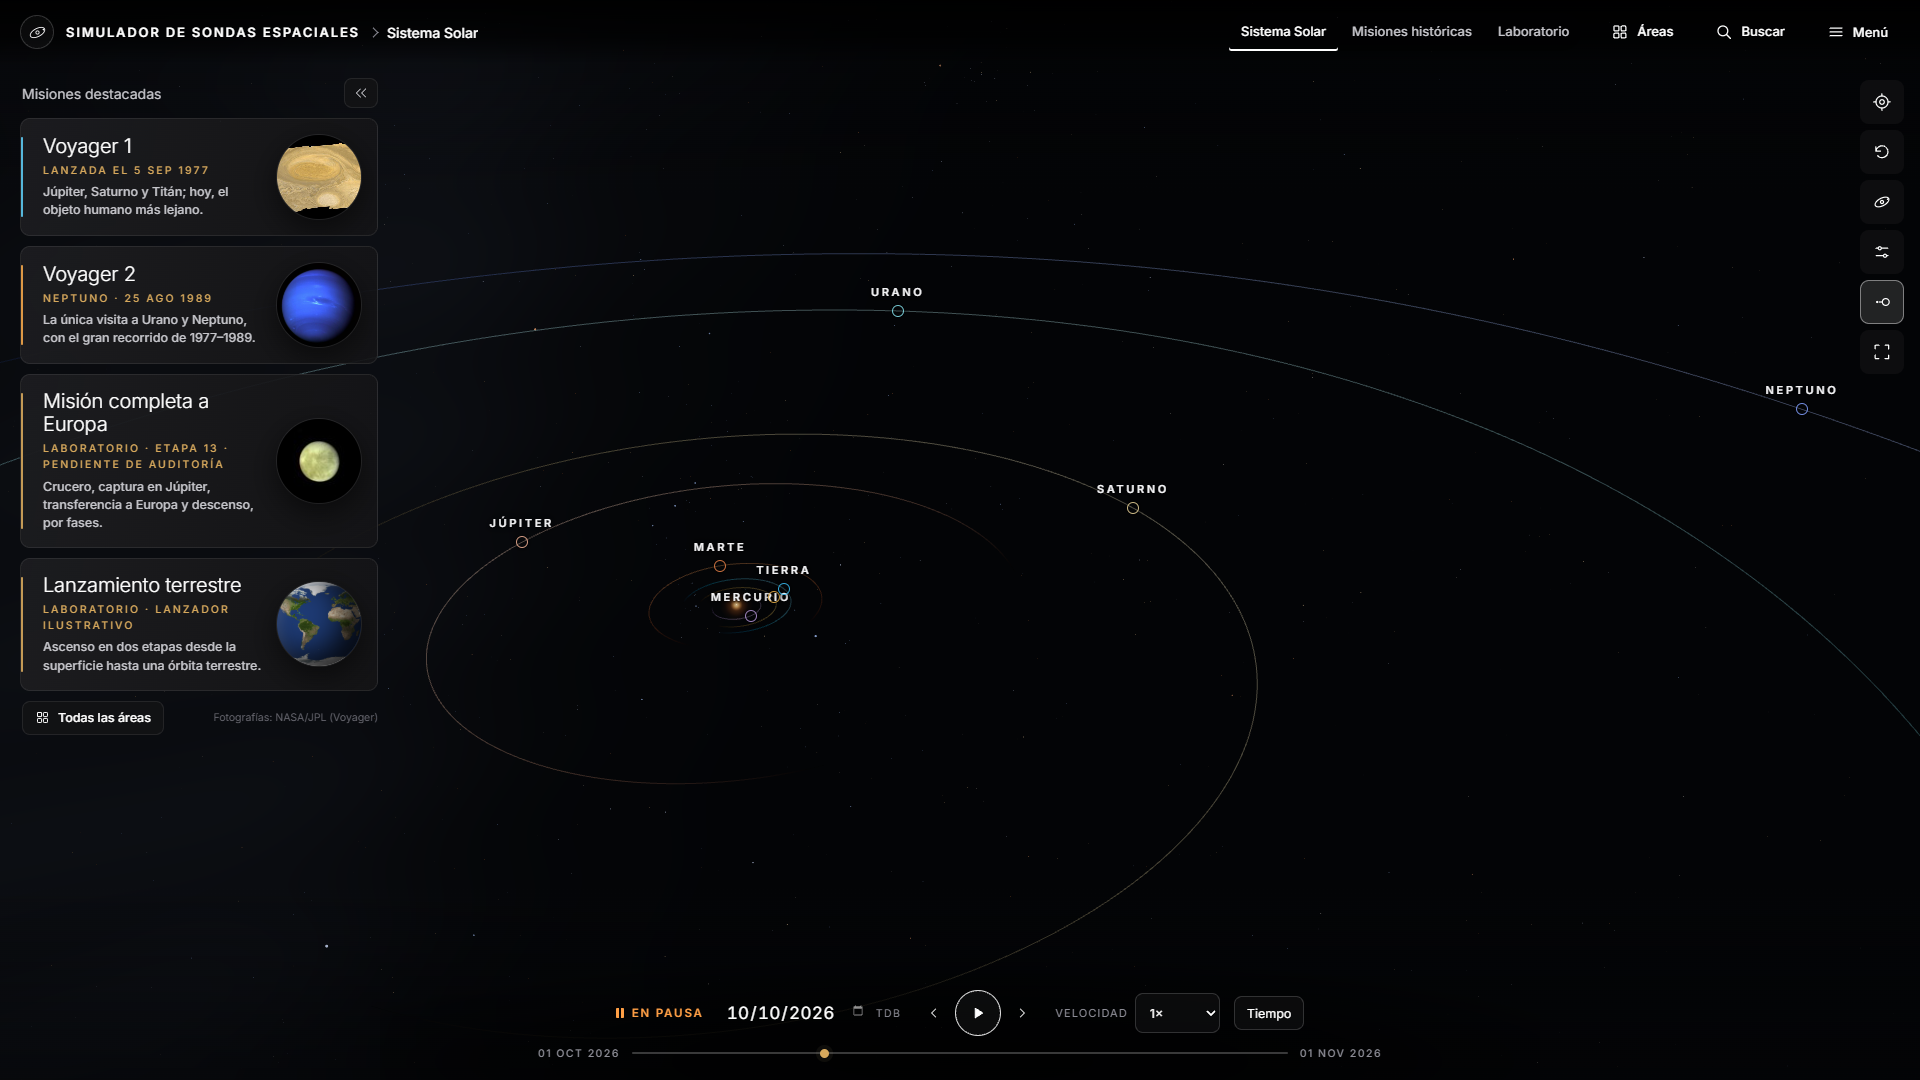 SIMULADOR DE SONDAS ESPACIALES
Sistema Solar
Sistema Solar
Misiones históricas
Laboratorio
Áreas
Buscar
Menú
Misiones destacadas
Voyager 1
LANZADA EL 5 SEP 1977
Júpiter, Saturno y Titán; hoy, el
objeto humano más lejano.
Voyager 2
NEPTUNO · 25 AGO 1989
La única visita a Urano y Neptuno,
con el gran recorrido de 1977–1989.
Misión completa a
Europa
LABORATORIO · ETAPA 13 ·
PENDIENTE DE AUDITORÍA
Crucero, captura en Júpiter,
transferencia a Europa y descenso,
por fases.
Lanzamiento terrestre
LABORATORIO · LANZADOR
ILUSTRATIVO
Ascenso en dos etapas desde la
superficie hasta una órbita terrestre.
Todas las áreas
Fotografías: NASA/JPL (Voyager)
URANO
NEPTUNO
SATURNO
JÚPITER
MARTE
TIERRA
MERCURIO
EN PAUSA
10/10/2026
TDB
VELOCIDAD
1×
Tiempo
01 OCT 2026
01 NOV 2026